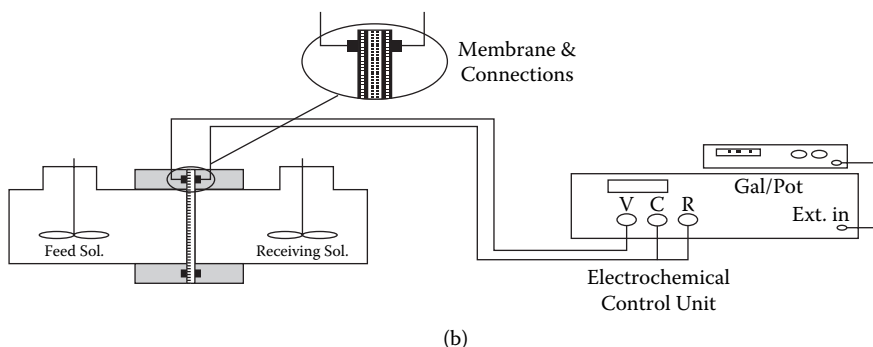 Membrane &
Connections
Gal/Pot
V C R
Ext. in
Feed Sol.
Receiving Sol.
Electrochemical
Control Unit
(b)